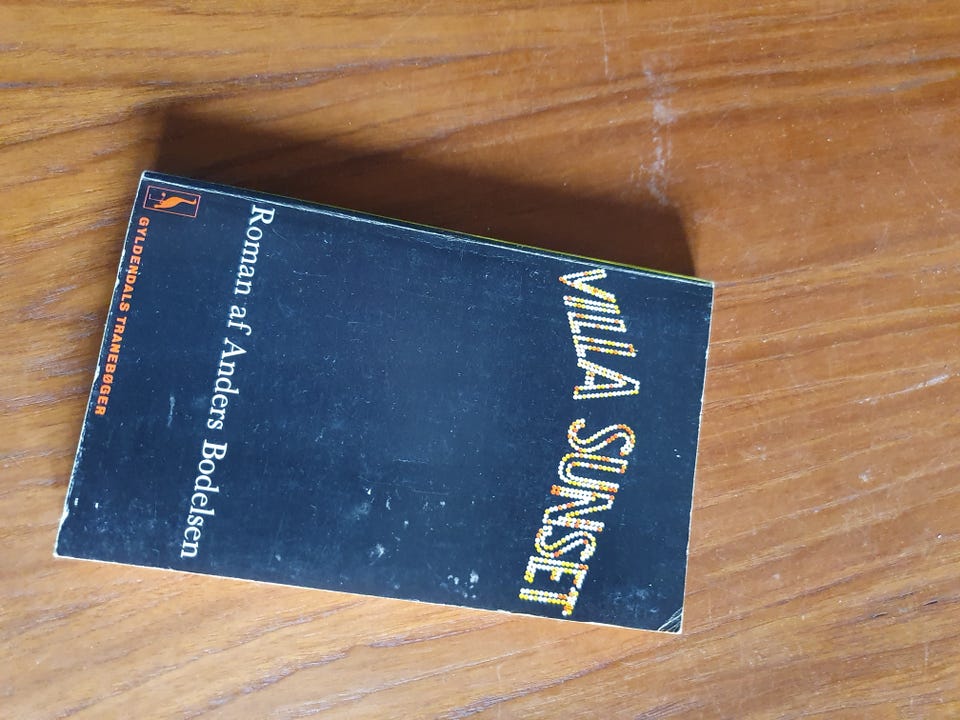 VILLA SUNSET
Roman af Anders Bodelsen
GYLDENDALS TRANEBØGER